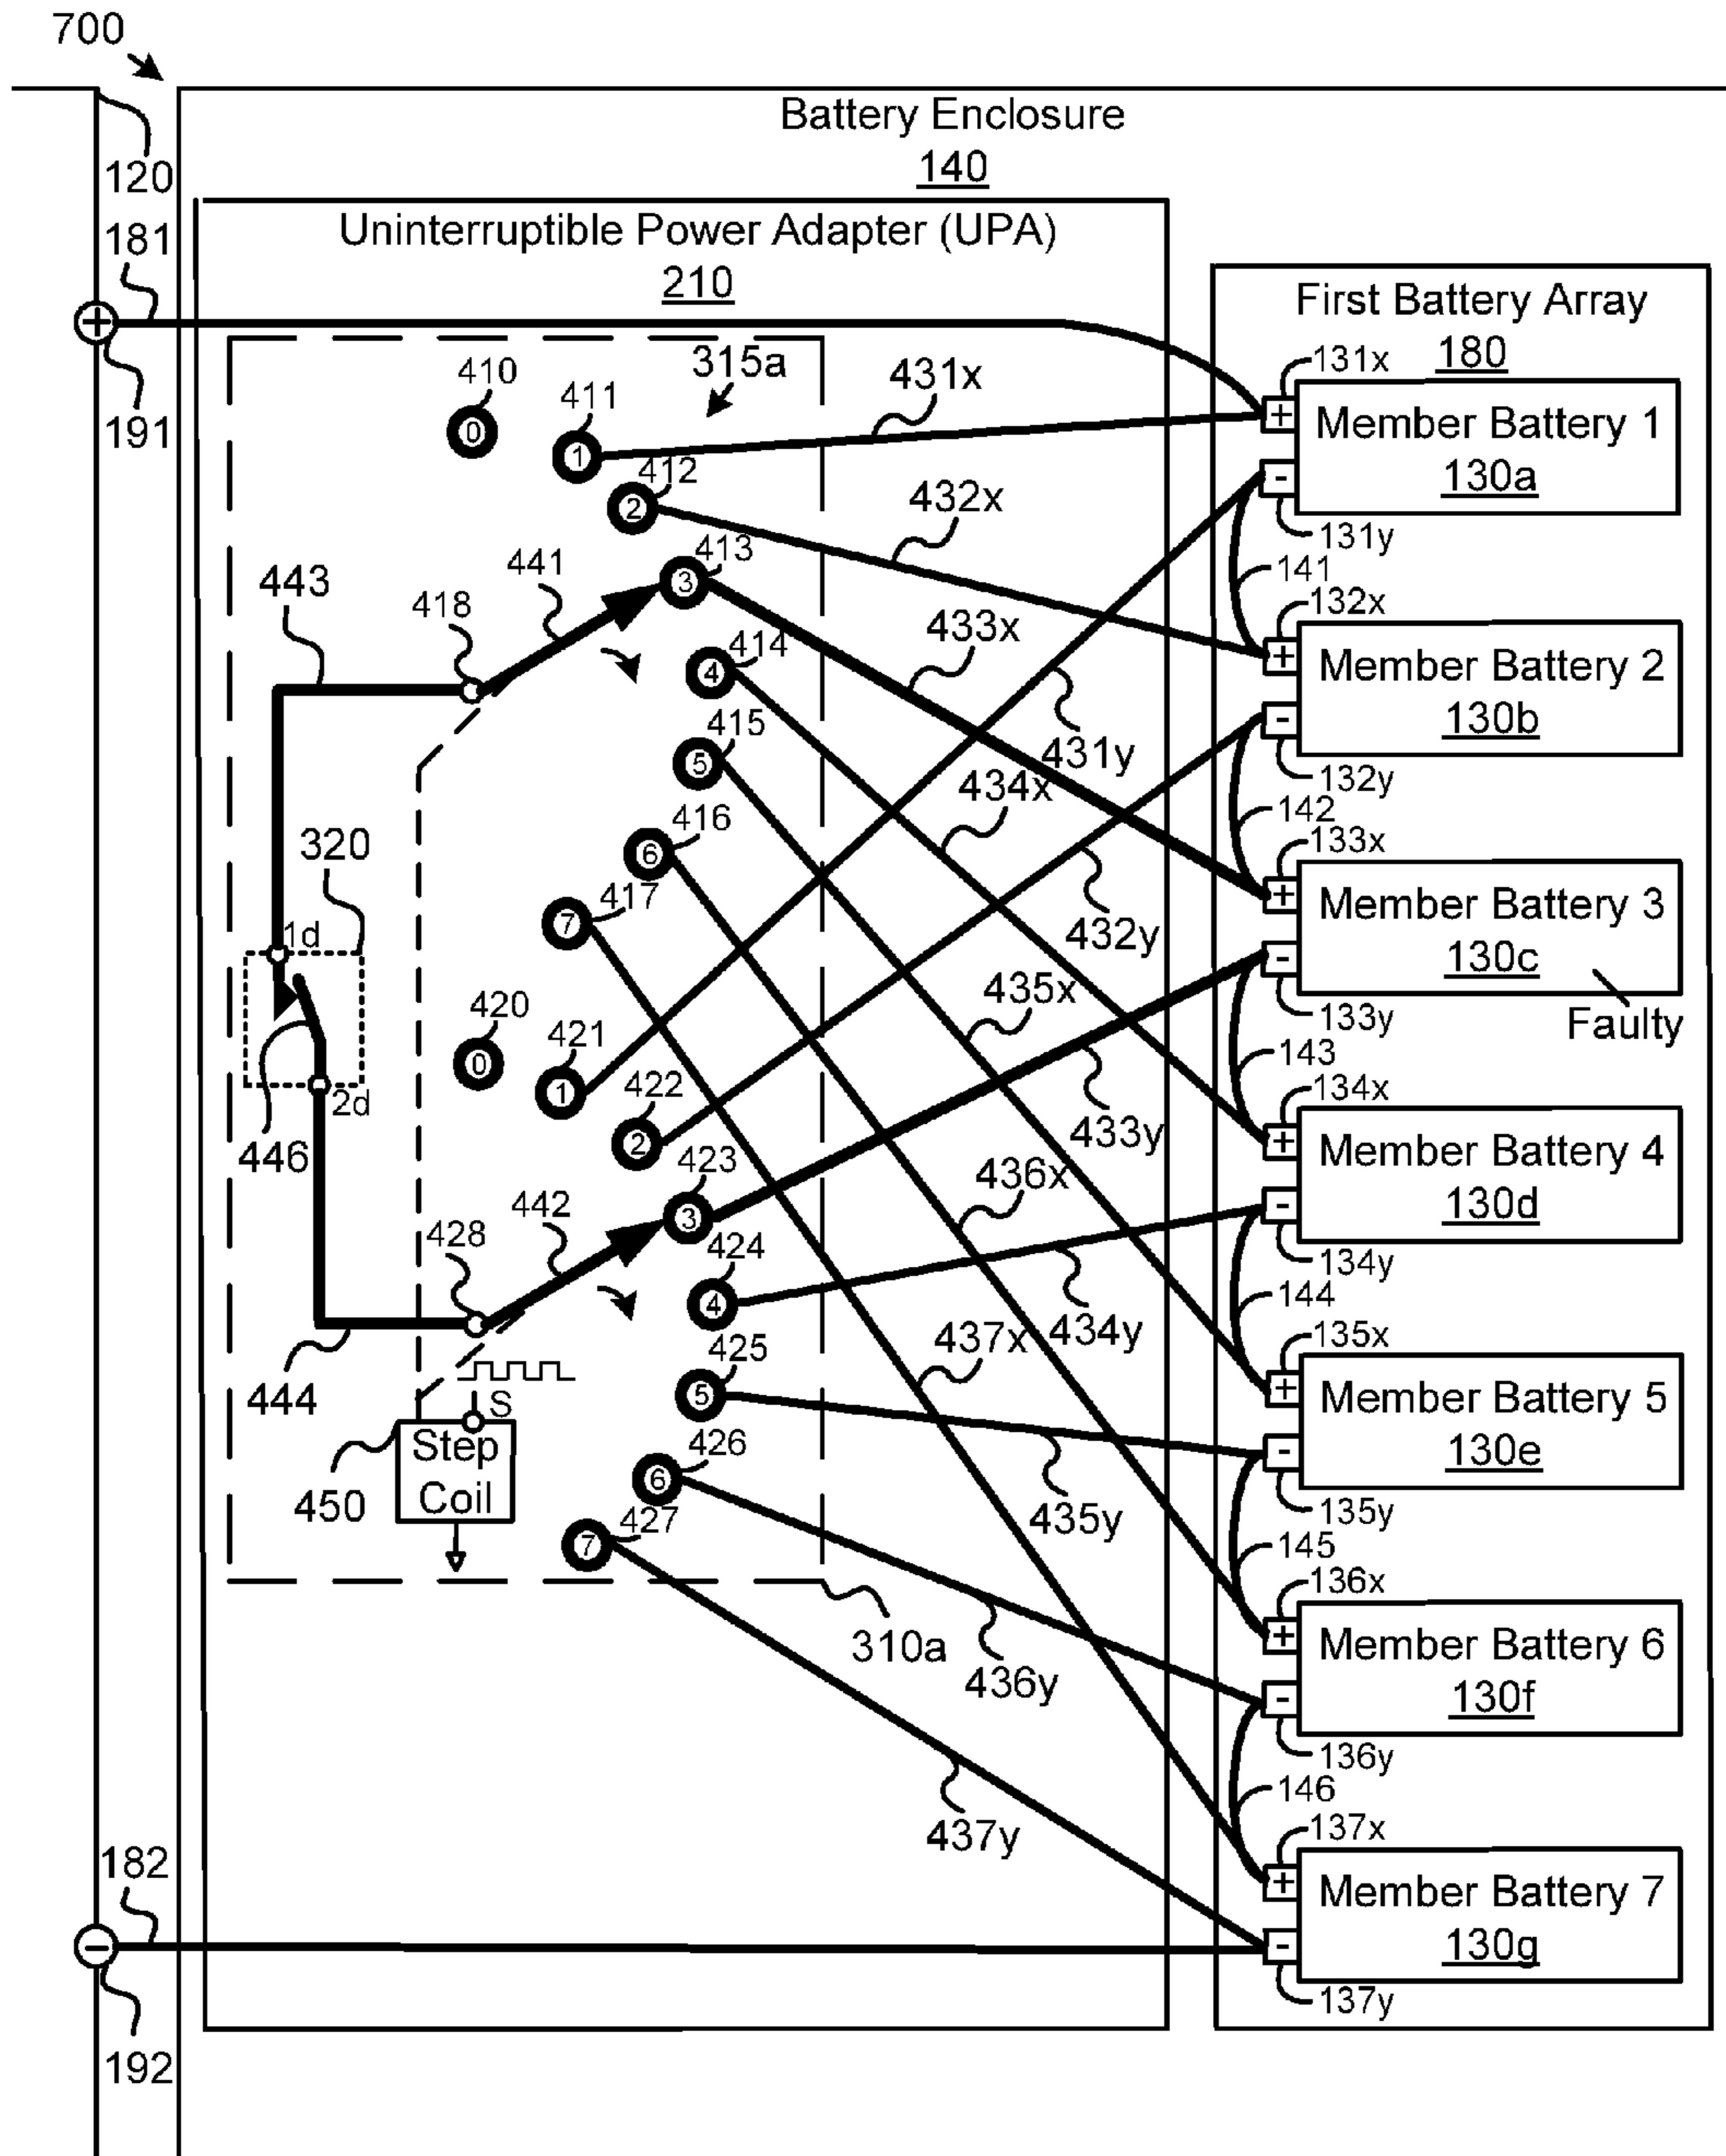 700
Battery Enclosure
140
120
Uninterruptible Power Adapter (UPA)
210
181
191
First Battery Array
180
315a
410
0
411
1
412
2
413
3
414
4
415
5
416
6
417
7
418
441
443
320
1d
2d
446
420
0
421
1
422
2
423
3
424
4
425
5
426
6
427
7
428
442
444
S
Step
Coil
450
310a
431x
432x
433x
431y
434x
432y
435x
433y
436x
434y
437x
435y
436y
437y
131x
+
Member Battery 1
130a
-
131y
141
132x
+
Member Battery 2
130b
-
132y
142
133x
+
Member Battery 3
130c
-
133y
Faulty
143
134x
+
Member Battery 4
130d
-
134y
144
135x
+
Member Battery 5
130e
-
135y
145
136x
+
Member Battery 6
130f
-
136y
146
137x
+
Member Battery 7
130g
-
137y
+
182
−
192